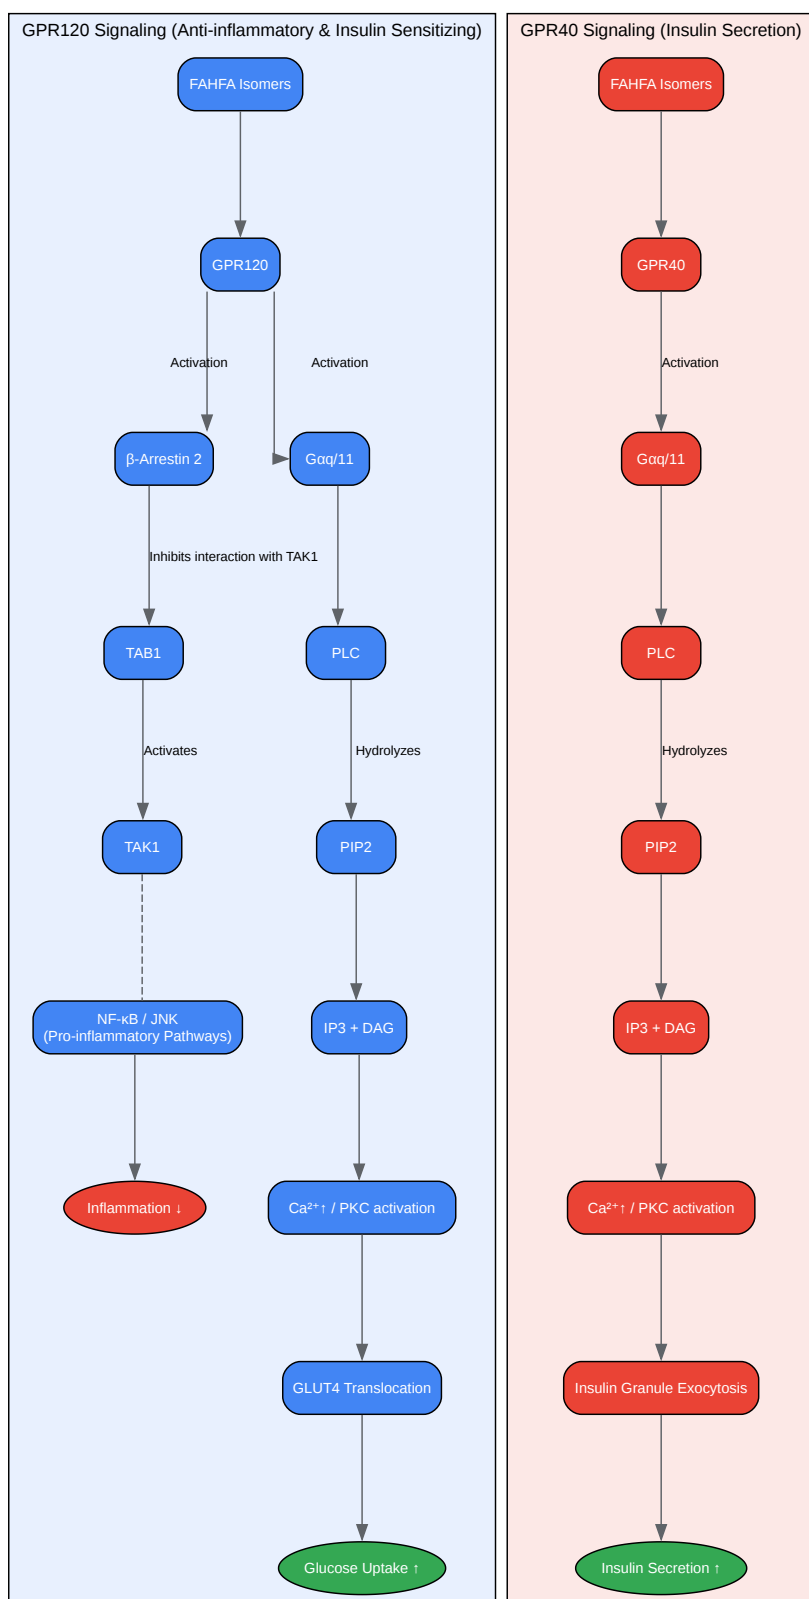 GPR120 Signaling (Anti-inflammatory & Insulin Sensitizing)
FAHFA Isomers
GPR120
Activation
Activation
β-Arrestin 2
Gαq/11
Inhibits interaction with TAK1
TAB1
PLC
Activates
Hydrolyzes
TAK1
PIP2
NF-κB / JNK
(Pro-inflammatory Pathways)
IP3 + DAG
Inflammation ↓
Ca²⁺↑ / PKC activation
GLUT4 Translocation
Glucose Uptake ↑
GPR40 Signaling (Insulin Secretion)
FAHFA Isomers
GPR40
Activation
Gαq/11
PLC
Hydrolyzes
PIP2
IP3 + DAG
Ca²⁺↑ / PKC activation
Insulin Granule Exocytosis
Insulin Secretion ↑